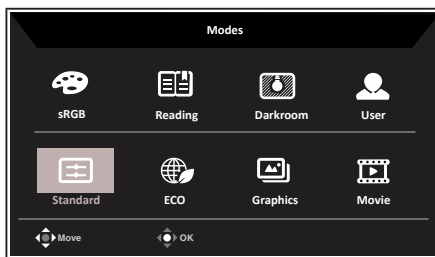 Modes
sRGB Reading Darkroom User
Standard ECO Graphics Movie
Move OK